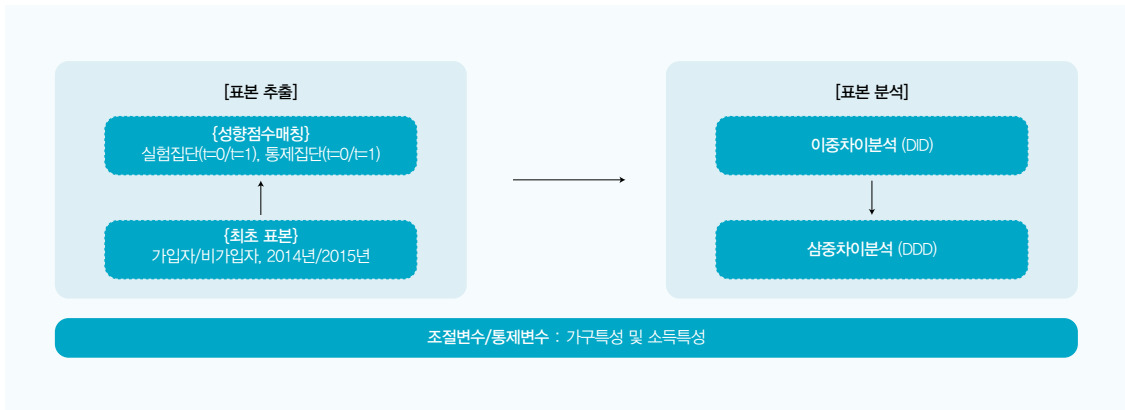 [표본 추출]
{성향점수매칭}
실험집단(t=0/t=1), 통제집단(t=0/t=1)
{최초 표본}
가입자/비가입자, 2014년/2015년
[표본 분석]
이중차이분석 (DID)
삼중차이분석 (DDD)
조절변수/통제변수 : 가구특성 및 소득특성